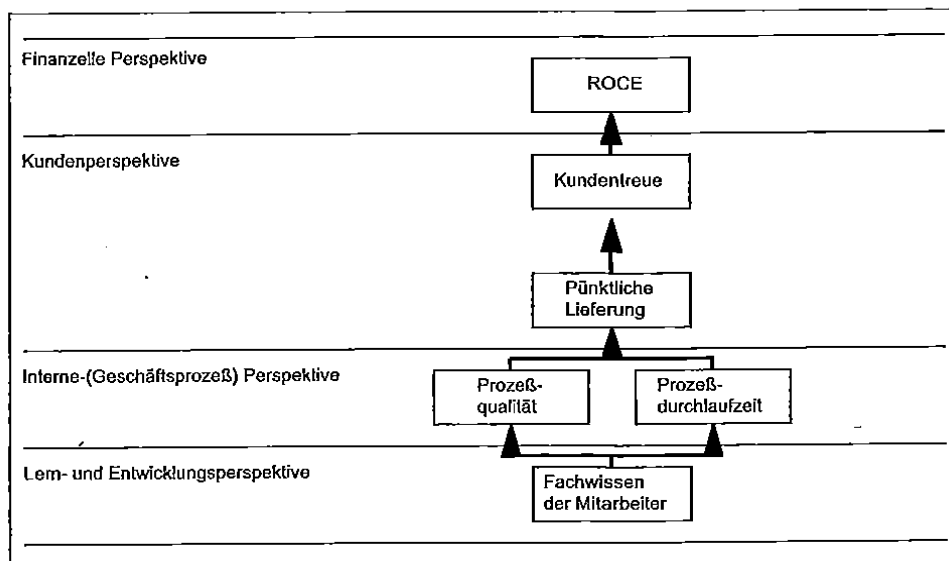 Finanzelle Perspektive
ROCE
Kundenperspektive
Kundentreue
Pünktliche
Lieferung
Interne-(Geschäftsprozeß) Perspektive
Prozeß-
qualität
Prozeß-
durchlaufzeit
Lern- und Entwicklungsperspektive
Fachwissen
der Mitarbeiter